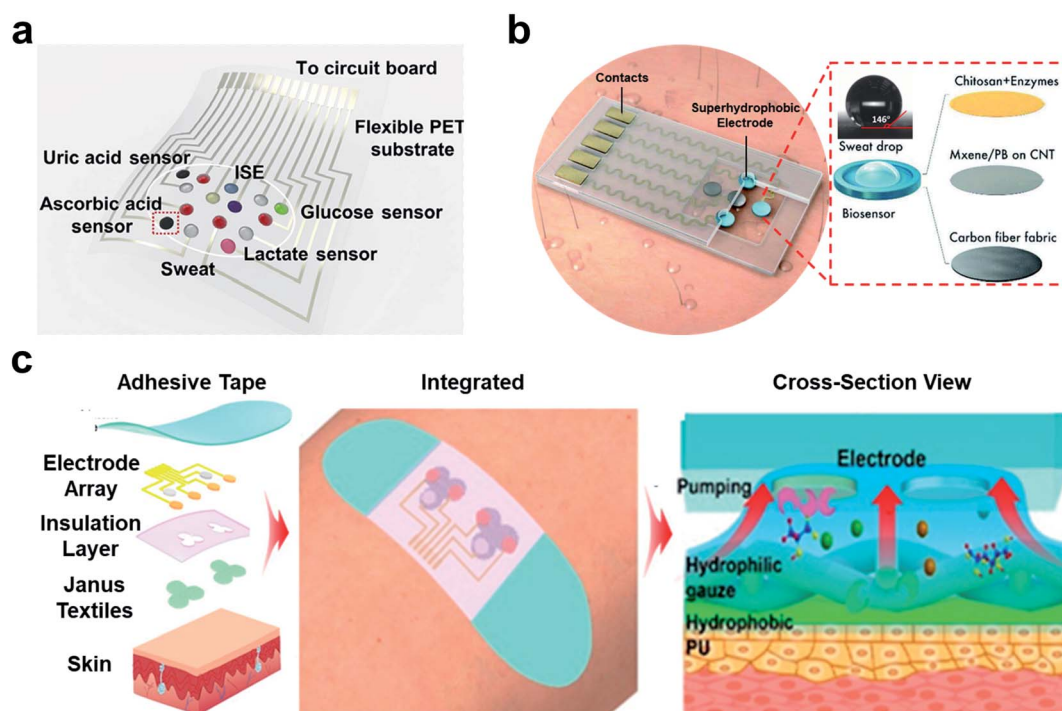 a
To circuit board
Flexible PET
substrate
Uric acid sensor
ISE
Ascorbic acid
sensor
Glucose sensor
Lactate sensor
Sweat
b
Contacts
Superhydrophobic
Electrode
146°
Sweat drop
Biosensor
Chitosan+Enzymes
Mxene/PB on CNT
Carbon fiber fabric
c
Adhesive Tape
Electrode
Array
Insulation
Layer
Janus
Textiles
Skin
Integrated
Cross-Section View
Electrode
Pumping
Hydrophilic
gauze
Hydrophobic
PU